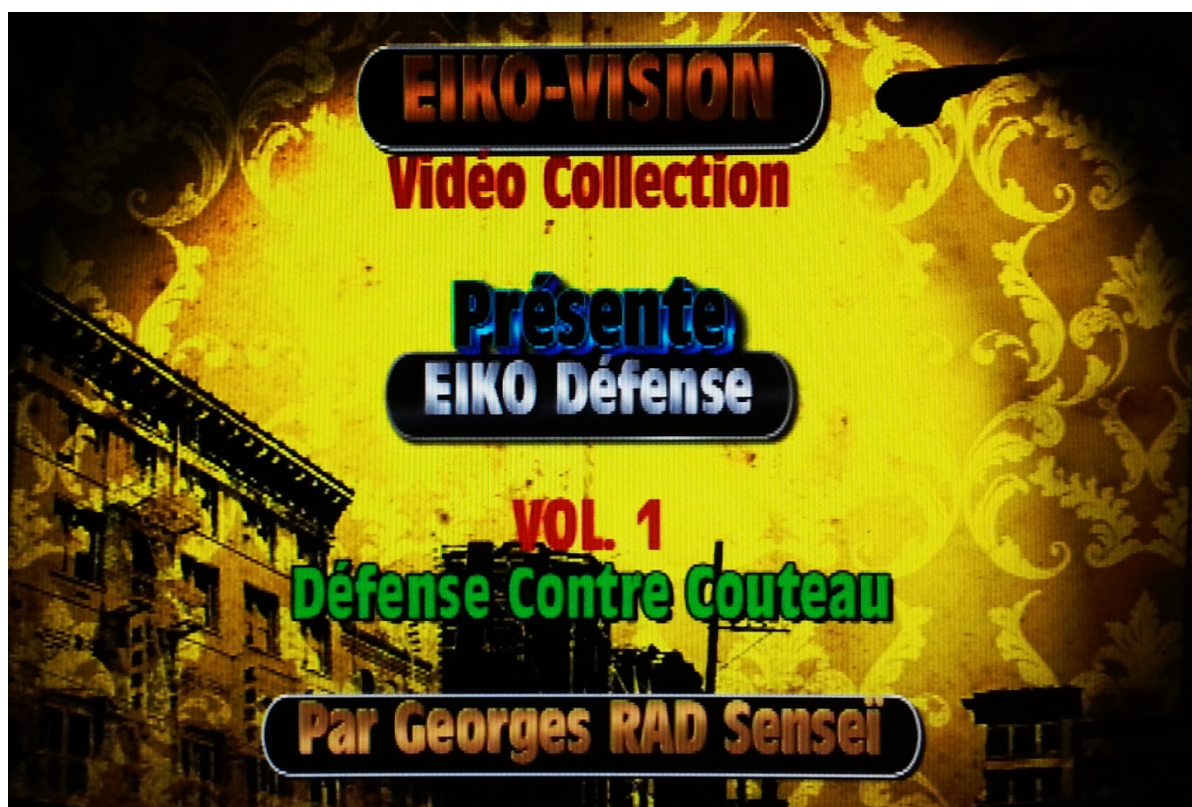 EIKO-VISION
Vidéo Collection
Présente
EIKO Défense
VOL. 1
Défense Contre Couteau
Par Georges RAD Senseï